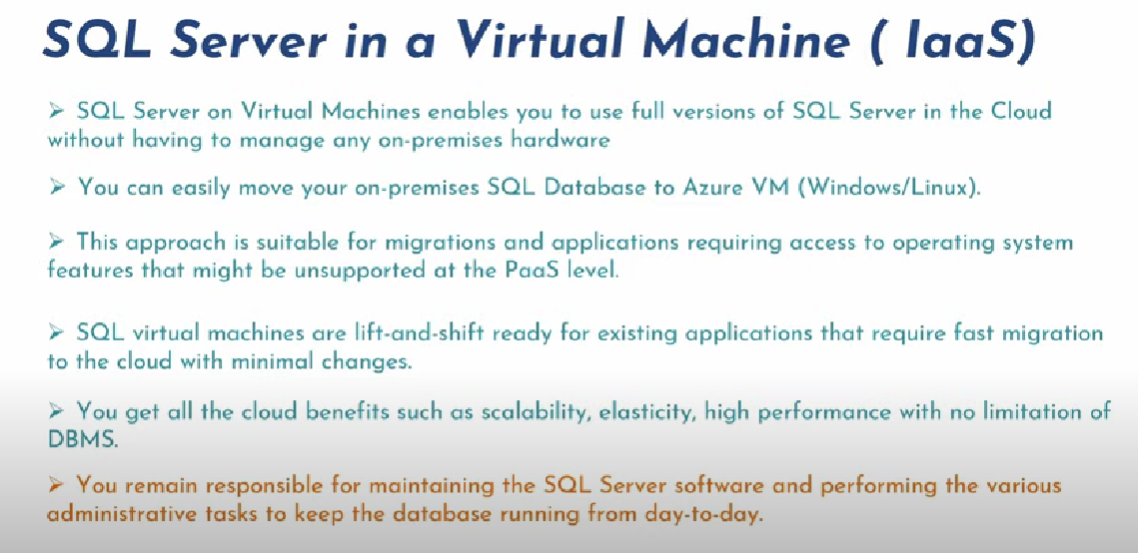 SQL Server in a Virtual Machine ( IaaS)
➢ SQL Server on Virtual Machines enables you to use full versions of SQL Server in the Cloud
without having to manage any on-premises hardware
➢ You can easily move your on-premises SQL Database to Azure VM (Windows/Linux).
➢ This approach is suitable for migrations and applications requiring access to operating system
features that might be unsupported at the PaaS level.
➢ SQL virtual machines are lift-and-shift ready for existing applications that require fast migration
to the cloud with minimal changes.
➢ You get all the cloud benefits such as scalability, elasticity, high performance with no limitation of
DBMS.
➢ You remain responsible for maintaining the SQL Server software and performing the various
administrative tasks to keep the database running from day-to-day.